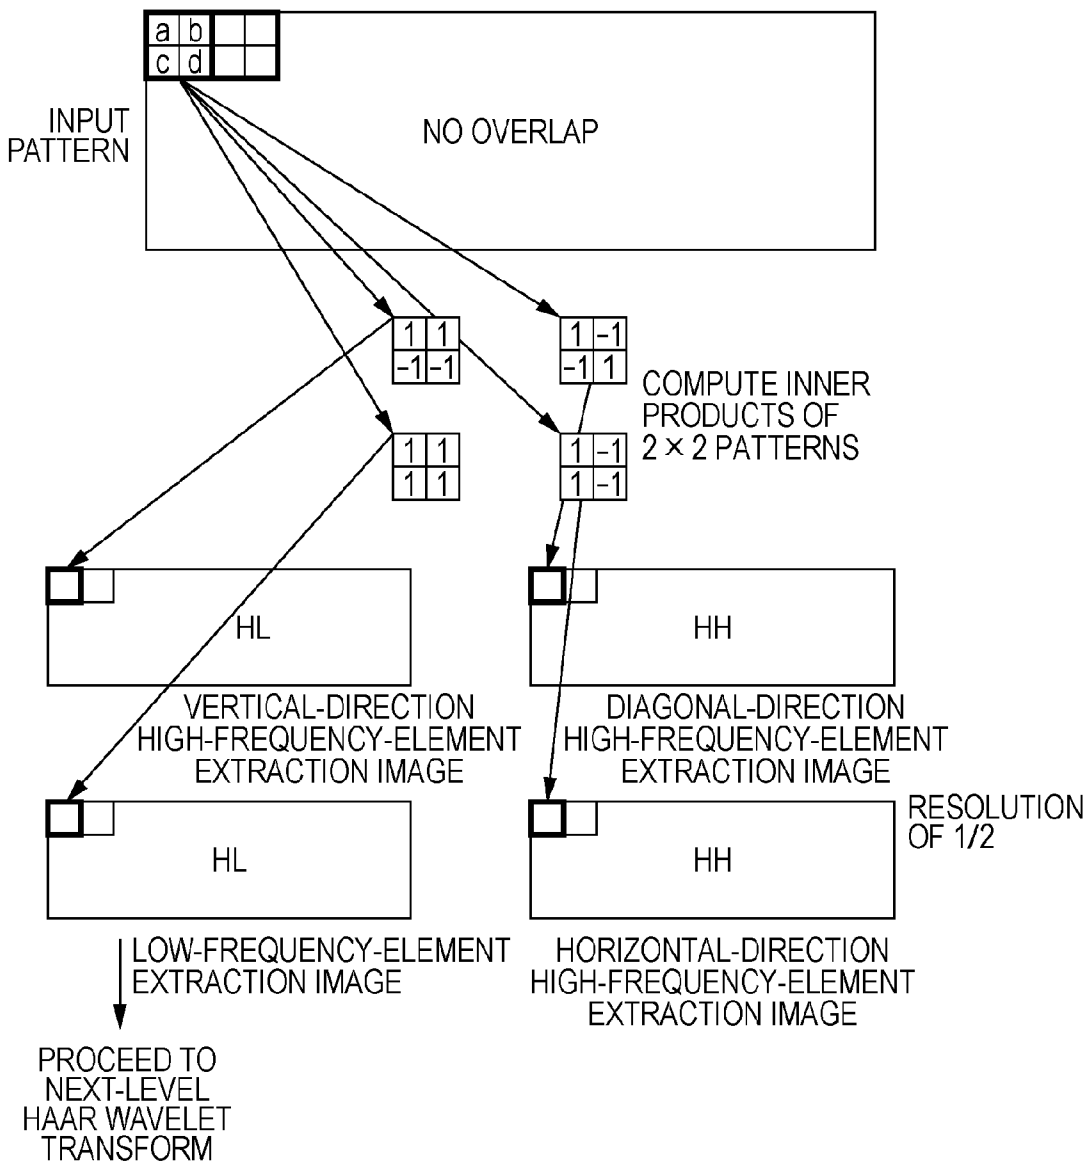 a b
c d
INPUT
PATTERN
NO OVERLAP
1 1
-1 -1
1 -1
-1 1
COMPUTE INNER
PRODUCTS OF
2 × 2 PATTERNS
1 1
1 1
1 -1
1 -1
HL
VERTICAL-DIRECTION
HIGH-FREQUENCY-ELEMENT
EXTRACTION IMAGE
HH
DIAGONAL-DIRECTION
HIGH-FREQUENCY-ELEMENT
EXTRACTION IMAGE
HL
LOW-FREQUENCY-ELEMENT
EXTRACTION IMAGE
HH
RESOLUTION
OF 1/2
HORIZONTAL-DIRECTION
HIGH-FREQUENCY-ELEMENT
EXTRACTION IMAGE
PROCEED TO
NEXT-LEVEL
HAAR WAVELET
TRANSFORM